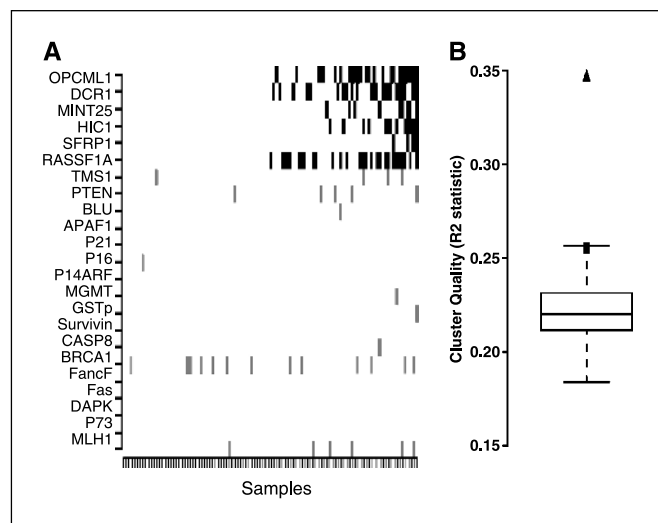 A
OPCML1
DCR1
MINT25
HIC1
SFRP1
RASSF1A
TMS1
PTEN
BLU
APAF1
P21
P16
P14ARF
MGMT
GSTp
Survivin
CASP8
BRCA1
FancF
Fas
DAPK
P73
MLH1
Samples
B
Cluster Quality (R2 statistic)
0.35
0.30
0.25
0.20
0.15